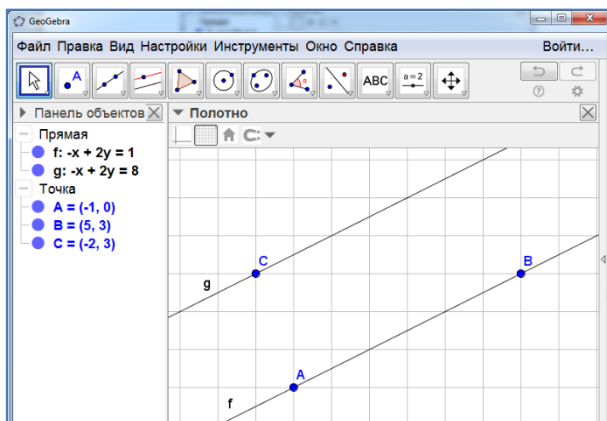 GeoGebra
Файл Правка Вид Настройки Инструменты Окно Справка Войти...
A ABC a=2
Панель объектов
Полотно
Прямая
f: -x + 2y = 1
g: -x + 2y = 8
Точка
A = (-1, 0)
B = (5, 3)
C = (-2, 3)
C
B
g
A
f